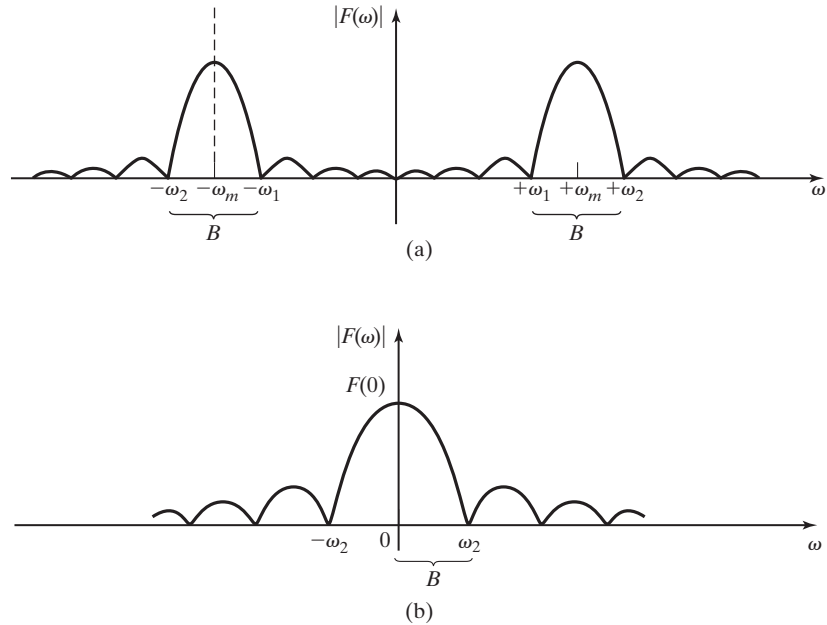 |F(ω)|
−ω₂ −ωₘ −ω₁ +ω₁ +ωₘ +ω₂ ω
B B
(a)
|F(ω)|
F(0)
−ω₂ 0 ω₂ ω
B
(b)